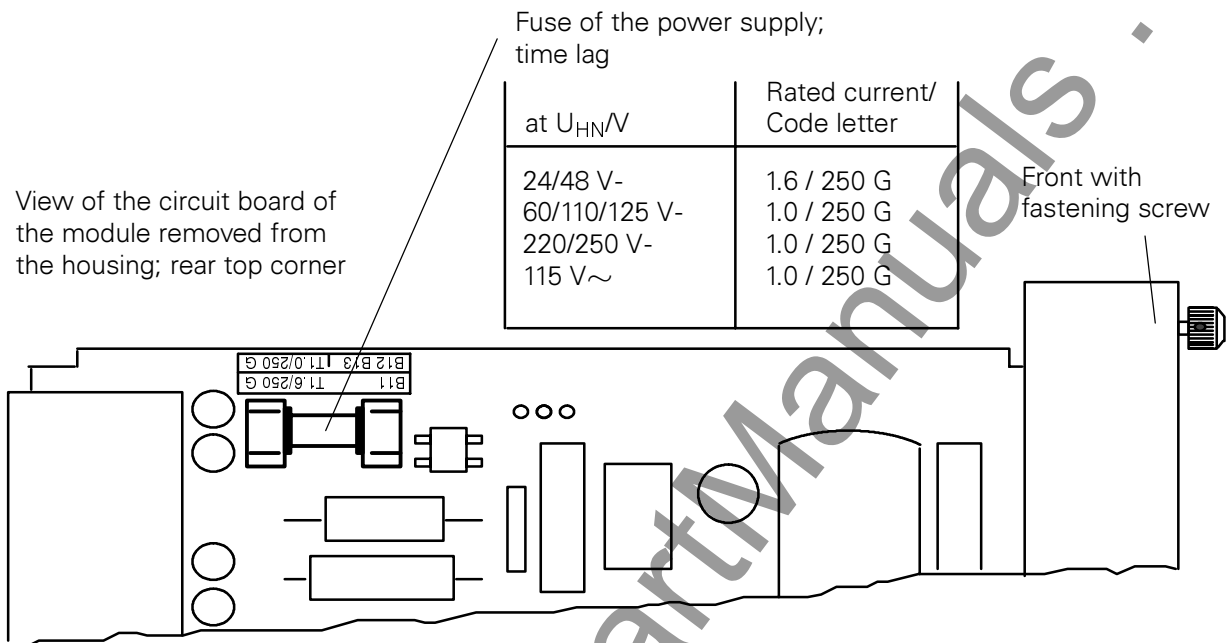 Fuse of the power supply;
time lag
at UHN/V Rated current/
Code letter
24/48 V- 1.6 / 250 G
60/110/125 V- 1.0 / 250 G
220/250 V- 1.0 / 250 G
115 V~ 1.0 / 250 G
View of the circuit board of
the module removed from
the housing; rear top corner
Front with
fastening screw
B11 T1.6/250 G
B12 B13 T1.0/250 G
artManuals.